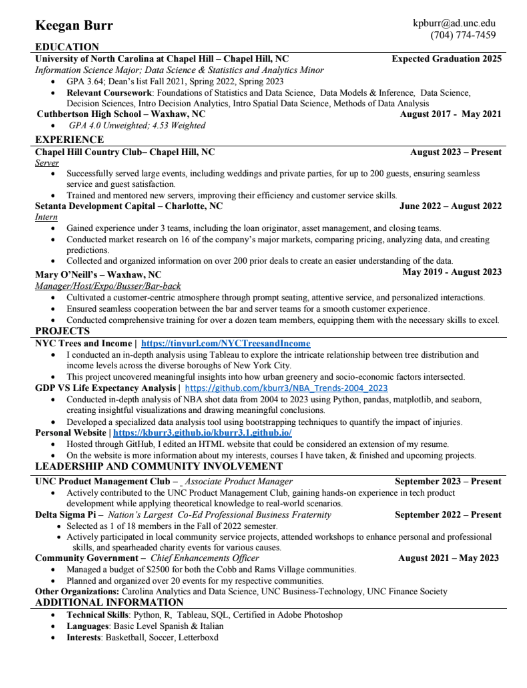 Keegan Burr
kpburr@ad.unc.edu
(704) 774-7459
EDUCATION
University of North Carolina at Chapel Hill – Chapel Hill, NC Expected Graduation 2025
Information Science Major; Data Science & Statistics and Analytics Minor
• GPA 3.64; Dean's list Fall 2021, Spring 2022, Spring 2023
• Relevant Coursework: Foundations of Statistics and Data Science, Data Models & Inference, Data Science,
Decision Sciences, Intro Decision Analytics, Intro Spatial Data Science, Methods of Data Analysis
Cuthbertson High School – Waxhaw, NC August 2017 - May 2021
• GPA 4.0 Unweighted; 4.53 Weighted
EXPERIENCE
Chapel Hill Country Club– Chapel Hill, NC August 2023 – Present
Server
• Successfully served large events, including weddings and private parties, for up to 200 guests, ensuring seamless
service and guest satisfaction.
• Trained and mentored new servers, improving their efficiency and customer service skills.
Setanta Development Capital – Charlotte, NC June 2022 – August 2022
Intern
• Gained experience under 3 teams, including the loan originator, asset management, and closing teams.
• Conducted market research on 16 of the company's major markets, comparing pricing, analyzing data, and creating
predictions.
• Collected and organized information on over 200 prior deals to create an easier understanding of the data.
Mary O'Neill's – Waxhaw, NC May 2019 - August 2023
Manager/Host/Expo/Busser/Bar-back
• Cultivated a customer-centric atmosphere through prompt seating, attentive service, and personalized interactions.
• Ensured seamless cooperation between the bar and server teams for a smooth customer experience.
• Conducted comprehensive training for over a dozen team members, equipping them with the necessary skills to excel.
PROJECTS
NYC Trees and Income | https://tinyurl.com/NYCTreesandIncome
• I conducted an in-depth analysis using Tableau to explore the intricate relationship between tree distribution and
income levels across the diverse boroughs of New York City.
• This project uncovered meaningful insights into how urban greenery and socio-economic factors intersected.
GDP VS Life Expectancy Analysis | https://github.com/kburr3/NBA_Trends-2004_2023
• Conducted in-depth analysis of NBA shot data from 2004 to 2023 using Python, pandas, matplotlib, and seaborn,
creating insightful visualizations and drawing meaningful conclusions.
• Developed a specialized data analysis tool using bootstrapping techniques to quantify the impact of injuries.
Personal Website | https://kburr3.github.io/kburr3.1.github.io/
• Hosted through GitHub, I edited an HTML website that could be considered an extension of my resume.
• On the website is more information about my interests, courses I have taken, & finished and upcoming projects.
LEADERSHIP AND COMMUNITY INVOLVEMENT
UNC Product Management Club – Associate Product Manager September 2023 – Present
• Actively contributed to the UNC Product Management Club, gaining hands-on experience in tech product
development while applying theoretical knowledge to real-world scenarios.
Delta Sigma Pi – Nation's Largest Co-Ed Professional Business Fraternity September 2022 – Present
• Selected as 1 of 18 members in the Fall of 2022 semester.
• Actively participated in local community service projects, attended workshops to enhance personal and professional
skills, and spearheaded charity events for various causes.
Community Government – Chief Enhancements Officer August 2021 – May 2023
• Managed a budget of $2500 for both the Cobb and Rams Village communities.
• Planned and organized over 20 events for my respective communities.
Other Organizations: Carolina Analytics and Data Science, UNC Business-Technology, UNC Finance Society
ADDITIONAL INFORMATION
• Technical Skills: Python, R, Tableau, SQL, Certified in Adobe Photoshop
• Languages: Basic Level Spanish & Italian
• Interests: Basketball, Soccer, Letterboxd